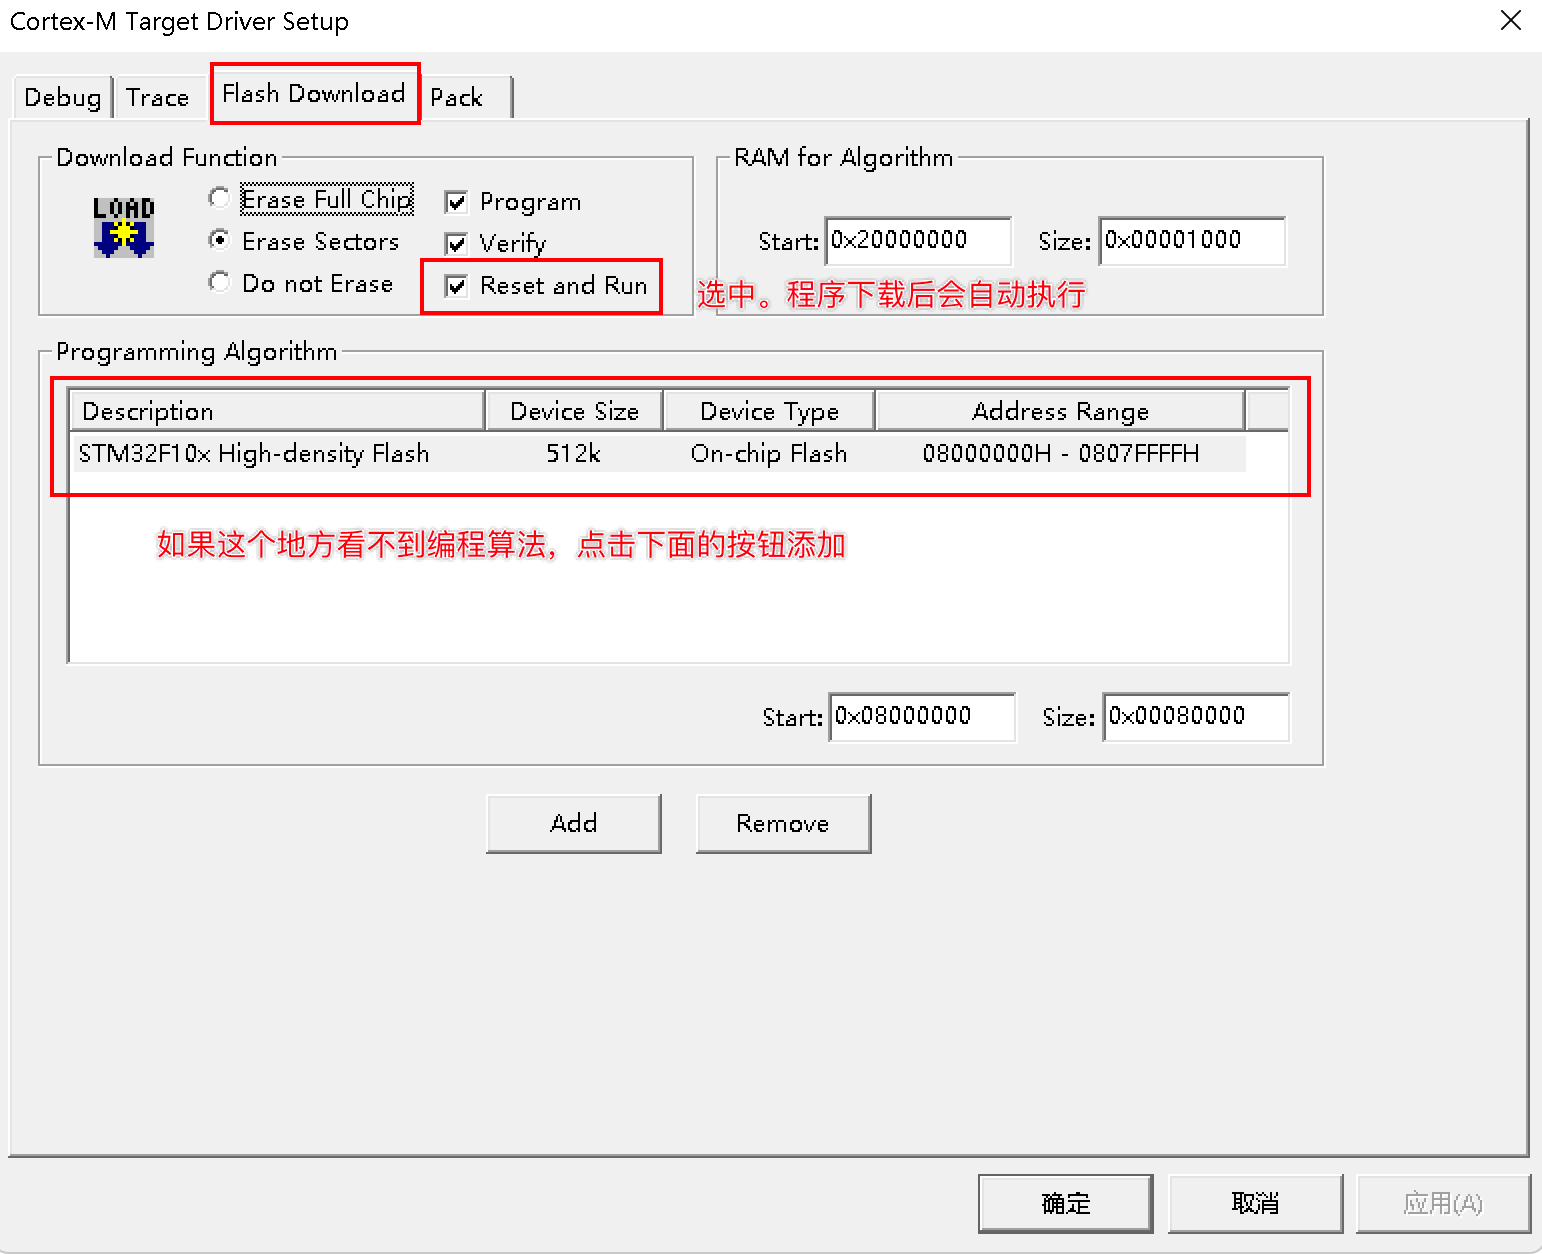 Cortex-M Target Driver Setup
Debug Trace Flash Download Pack
Download Function
LOAD
Erase Full Chip
Erase Sectors
Do not Erase
Program
Verify
Reset and Run
RAM for Algorithm
Start: 0x20000000 Size: 0x00001000
选中。程序下载后会自动执行
Programming Algorithm
Description Device Size Device Type Address Range
STM32F10x High-density Flash 512k On-chip Flash 08000000H - 0807FFFFH
如果这个地方看不到编程算法，点击下面的按钮添加
Start: 0x08000000 Size: 0x00080000
Add Remove
确定 取消 应用(A)